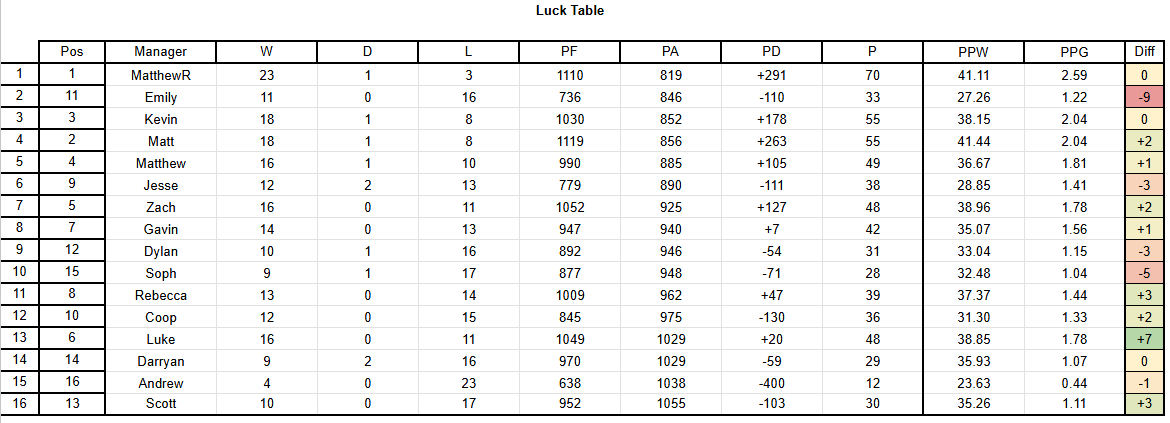 Luck Table
Pos Manager W D L PF PA PD P PPW PPG Diff
1 1 MatthewR 23 1 3 1110 819 +291 70 41.11 2.59 0
2 11 Emily 11 0 16 736 846 -110 33 27.26 1.22 -9
3 3 Kevin 18 1 8 1030 852 +178 55 38.15 2.04 0
4 2 Matt 18 1 8 1119 856 +263 55 41.44 2.04 +2
5 4 Matthew 16 1 10 990 885 +105 49 36.67 1.81 +1
6 9 Jesse 12 2 13 779 890 -111 38 28.85 1.41 -3
7 5 Zach 16 0 11 1052 925 +127 48 38.96 1.78 +2
8 7 Gavin 14 0 13 947 940 +7 42 35.07 1.56 +1
9 12 Dylan 10 1 16 892 946 -54 31 33.04 1.15 -3
10 15 Soph 9 1 17 877 948 -71 28 32.48 1.04 -5
11 8 Rebecca 13 0 14 1009 962 +47 39 37.37 1.44 +3
12 10 Coop 12 0 15 845 975 -130 36 31.30 1.33 +2
13 6 Luke 16 0 11 1049 1029 +20 48 38.85 1.78 +7
14 14 Darryan 9 2 16 970 1029 -59 29 35.93 1.07 0
15 16 Andrew 4 0 23 638 1038 -400 12 23.63 0.44 -1
16 13 Scott 10 0 17 952 1055 -103 30 35.26 1.11 +3